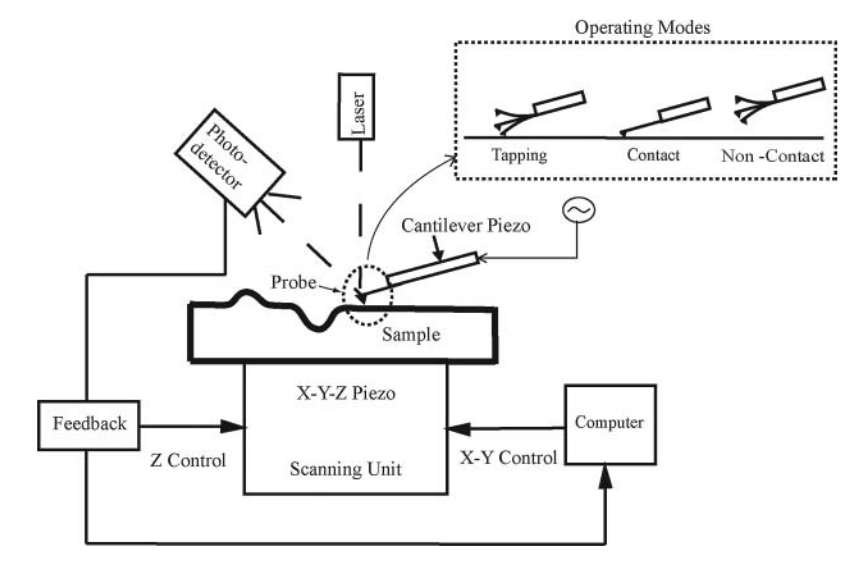 Operating Modes
Tapping
Contact
Non -Contact
Laser
Photo-
detector
Cantilever Piezo
Probe
Sample
X-Y-Z Piezo
Scanning Unit
Feedback
Z Control
X-Y Control
Computer